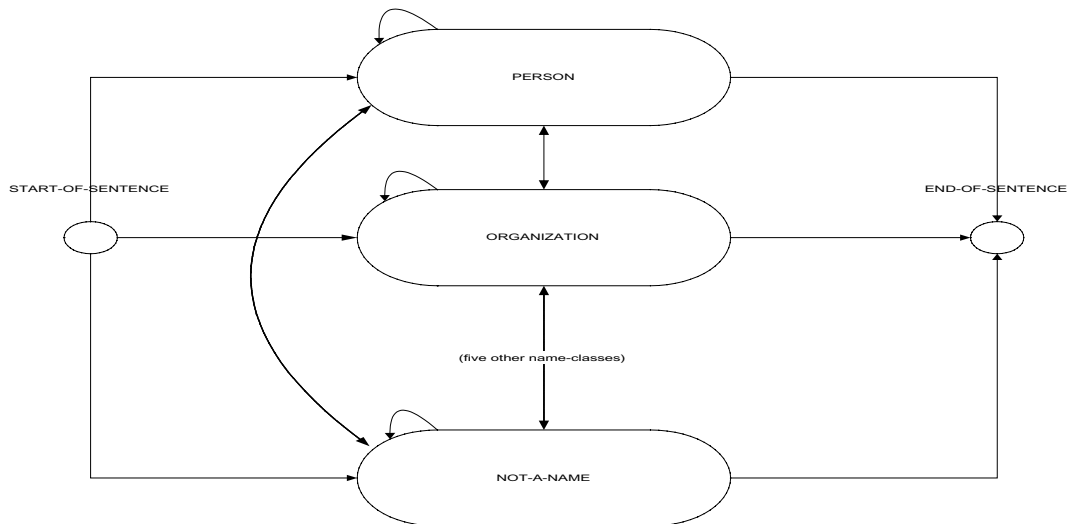 PERSON
START-OF-SENTENCE
END-OF-SENTENCE
ORGANIZATION
(five other name-classes)
NOT-A-NAME